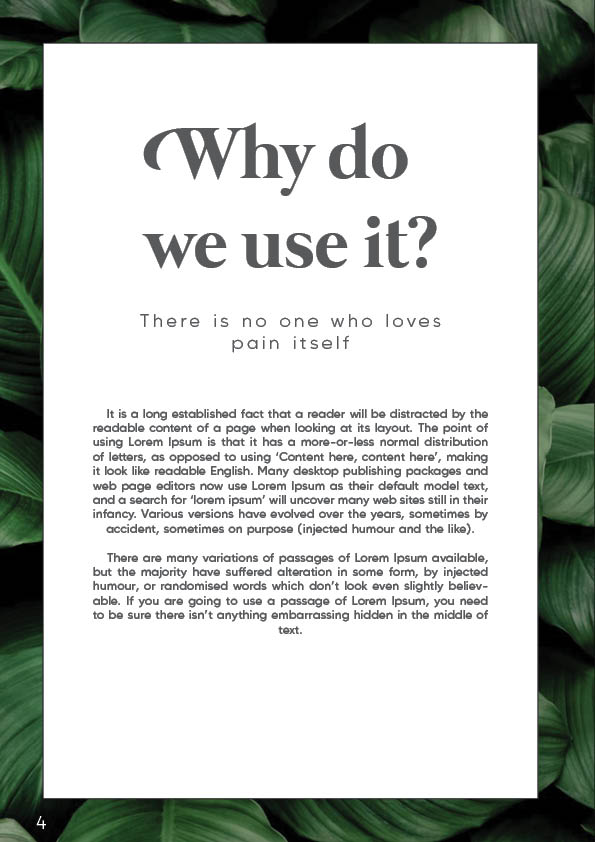 Why do
we use it?
There is no one who loves
pain itself
It is a long established fact that a reader will be distracted by the
readable content of a page when looking at its layout. The point of
using Lorem Ipsum is that it has a more-or-less normal distribution
of letters, as opposed to using ‘Content here, content here’, making
it look like readable English. Many desktop publishing packages and
web page editors now use Lorem Ipsum as their default model text,
and a search for ‘lorem ipsum’ will uncover many web sites still in their
infancy. Various versions have evolved over the years, sometimes by
accident, sometimes on purpose (injected humour and the like).
There are many variations of passages of Lorem Ipsum available,
but the majority have suffered alteration in some form, by injected
humour, or randomised words which don’t look even slightly believ-
able. If you are going to use a passage of Lorem Ipsum, you need
to be sure there isn’t anything embarrassing hidden in the middle of
text.
4